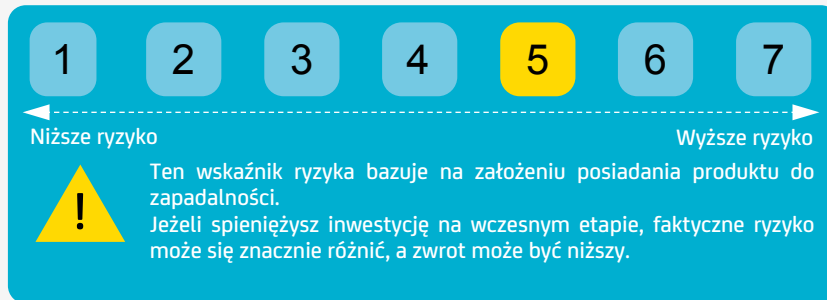 1 2 3 4 5 6 7
Niższe ryzyko Wyższe ryzyko
!
Ten wskaźnik ryzyka bazuje na założeniu posiadania produktu do
zapadalności.
Jeżeli spieniężysz inwestycję na wczesnym etapie, faktyczne ryzyko
może się znacznie różnić, a zwrot może być niższy.